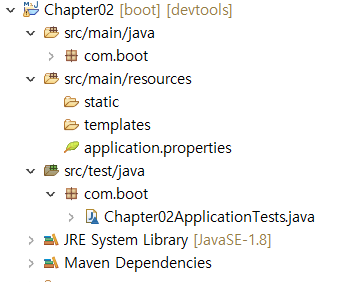 Chapter02 [boot] [devtools]
src/main/java
com.boot
src/main/resources
static
templates
application.properties
src/test/java
com.boot
Chapter02ApplicationTests.java
JRE System Library [JavaSE-1.8]
Maven Dependencies